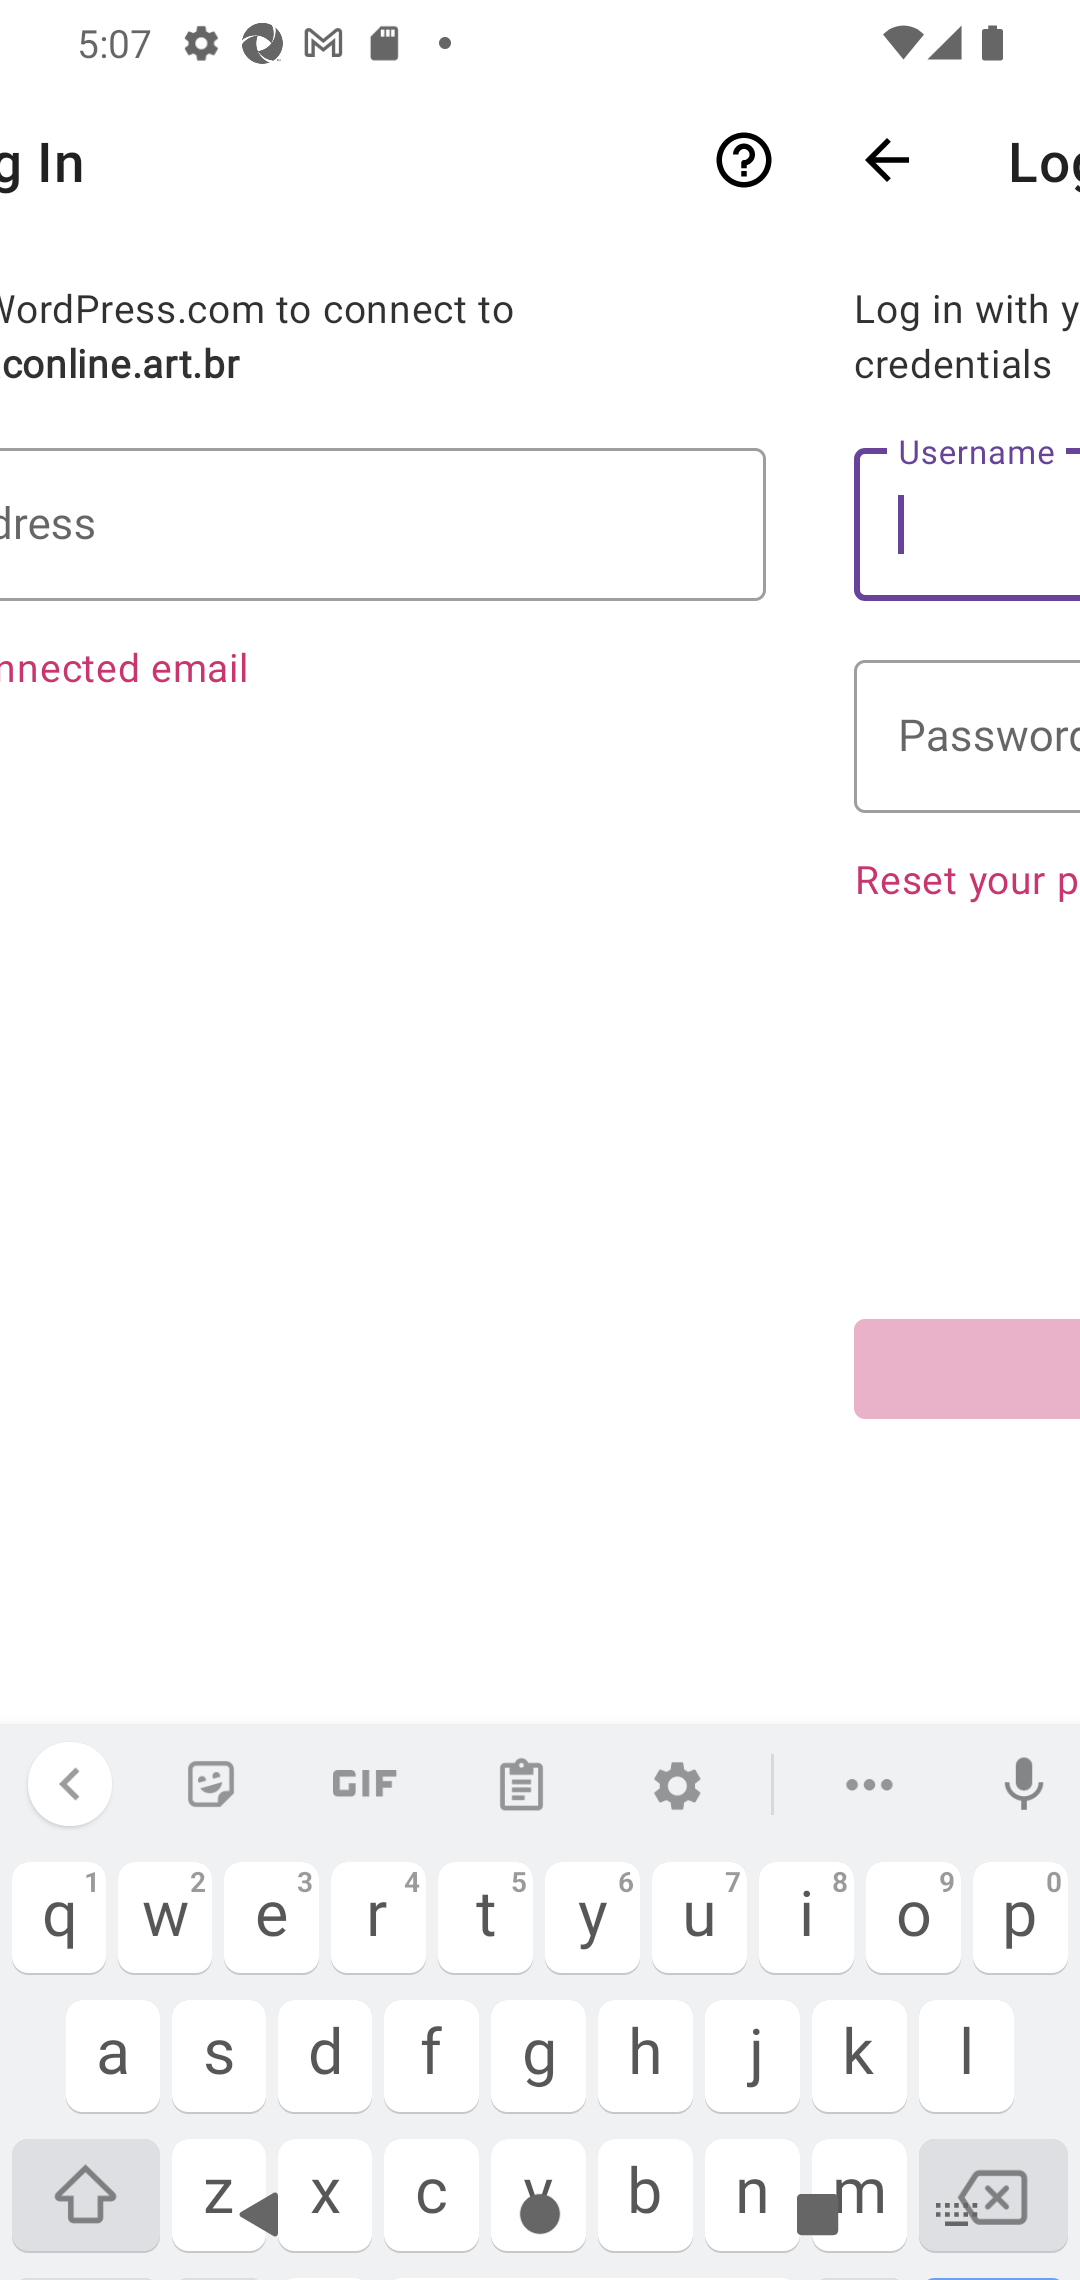 5:07
g In
Log
WordPress.com to connect to
conline.art.br
Log in with y
credentials
dress
Username
nnected email
Password
Reset your p
GIF
q 1 w 2 e 3 r 4 t 5 y 6 u 7 i 8 o 9 p 0
a s d f g h j k l
z x c v b n m